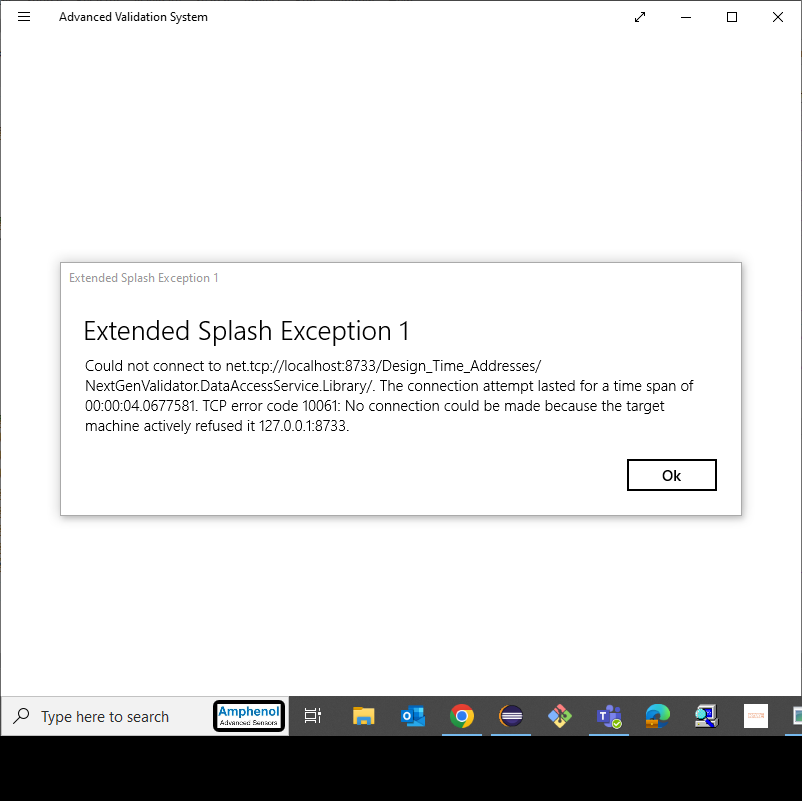 Advanced Validation System
Extended Splash Exception 1
Extended Splash Exception 1
Could not connect to net.tcp://localhost:8733/Design_Time_Addresses/
NextGenValidator.DataAccessService.Library/. The connection attempt lasted for a time span of
00:00:04.0677581. TCP error code 10061: No connection could be made because the target
machine actively refused it 127.0.0.1:8733.
Ok
Type here to search
Amphenol
Advanced Sensors